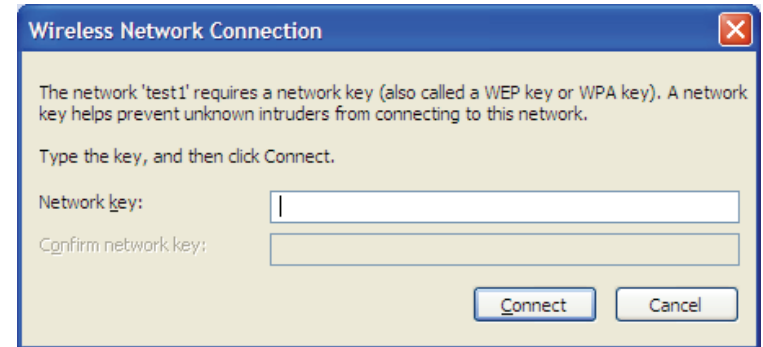 Wireless Network Connection
The network 'test1' requires a network key (also called a WEP key or WPA key). A network
key helps prevent unknown intruders from connecting to this network.
Type the key, and then click Connect.
Network key:
Confirm network key:
Connect Cancel